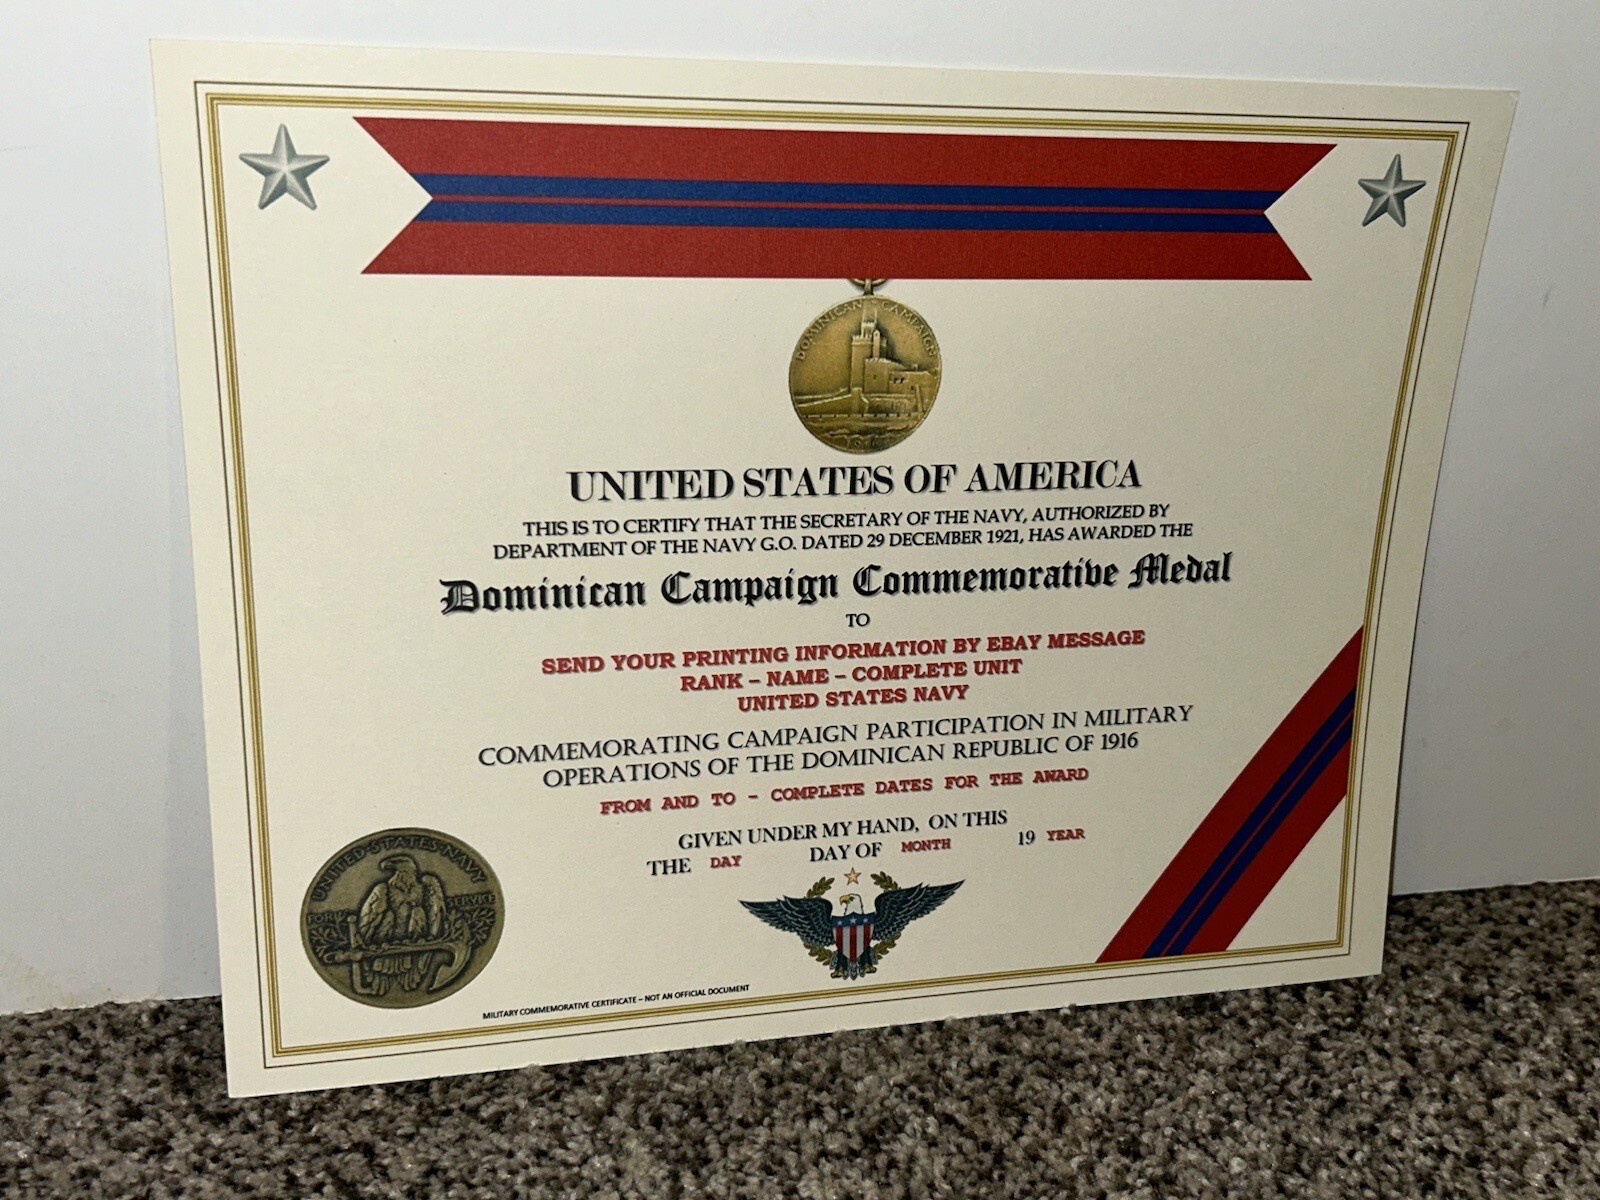 DOMINICAN CAMPAIGN
UNITED STATES OF AMERICA
THIS IS TO CERTIFY THAT THE SECRETARY OF THE NAVY, AUTHORIZED BY
DEPARTMENT OF THE NAVY G.O. DATED 29 DECEMBER 1921, HAS AWARDED THE
Dominican Campaign Commemorative Medal
TO
SEND YOUR PRINTING INFORMATION BY EBAY MESSAGE
RANK – NAME – COMPLETE UNIT
UNITED STATES NAVY
COMMEMORATING CAMPAIGN PARTICIPATION IN MILITARY
OPERATIONS OF THE DOMINICAN REPUBLIC OF 1916
FROM AND TO – COMPLETE DATES FOR THE AWARD
GIVEN UNDER MY HAND, ON THIS
THE DAY DAY OF MONTH 19 YEAR
UNITED·STATES·NAVY
FOR SERVICE
MILITARY COMMEMORATIVE CERTIFICATE – NOT AN OFFICIAL DOCUMENT